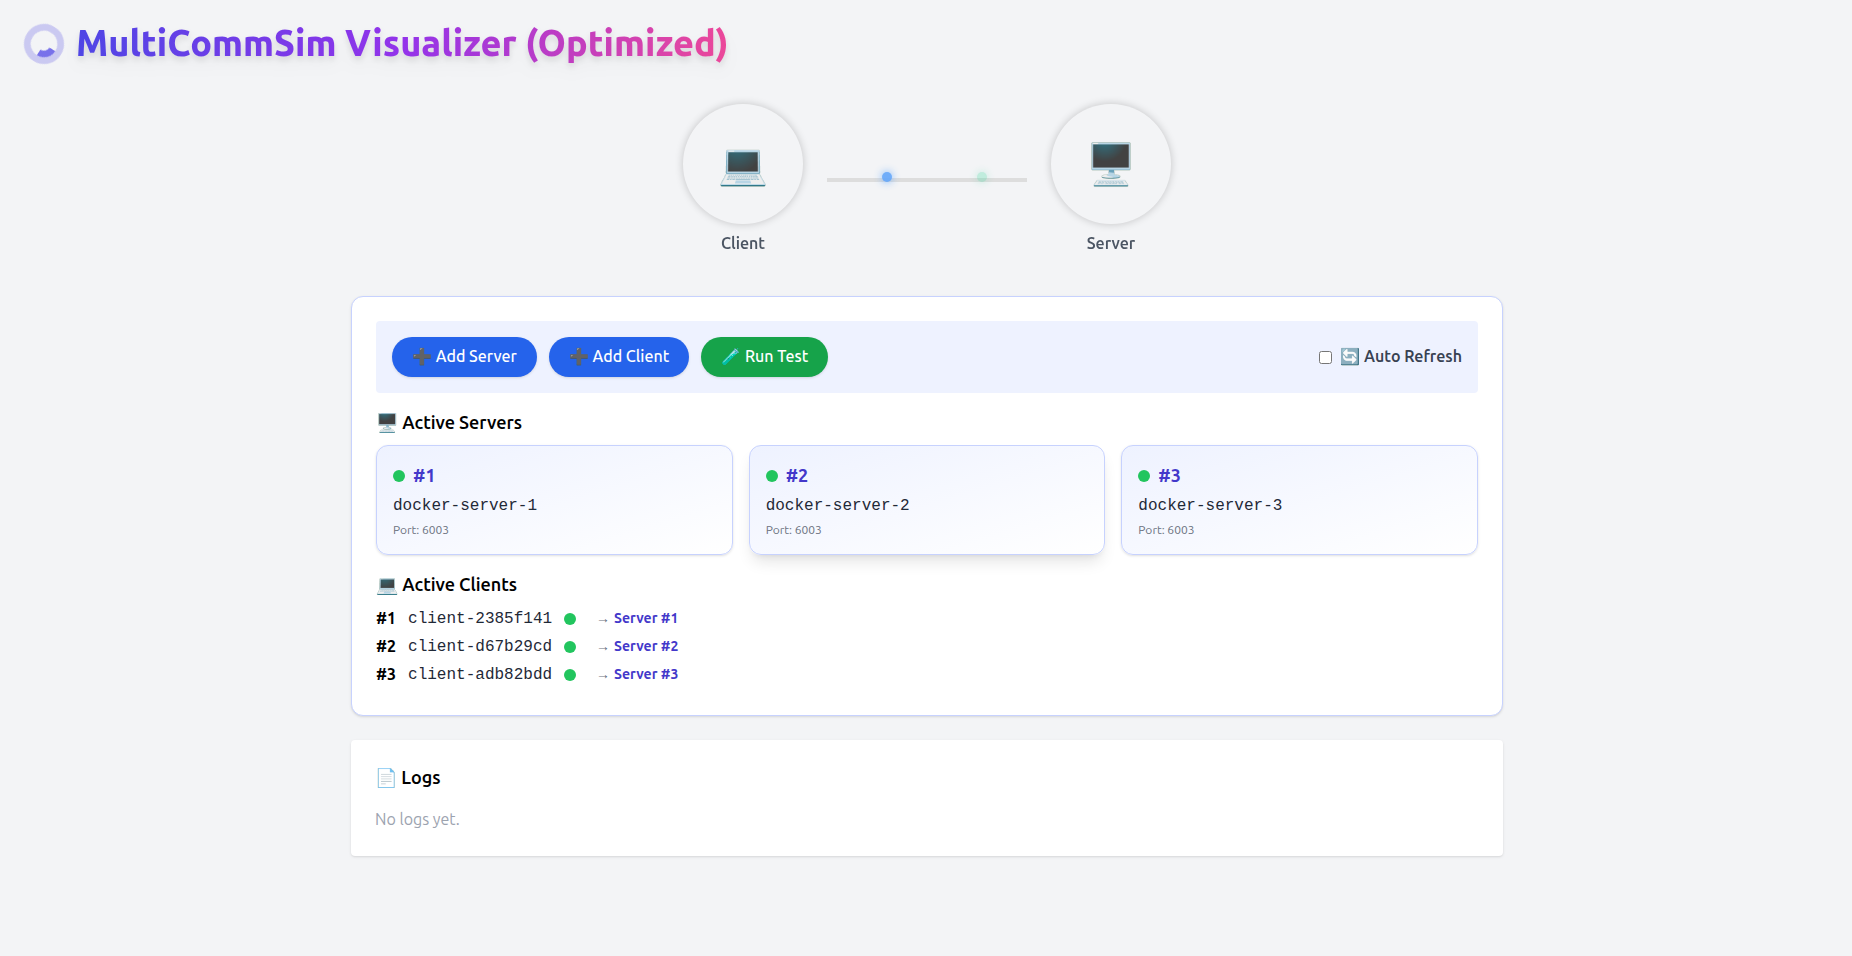 MultiCommSim Visualizer (Optimized)
Client
Server
➕ Add Server
➕ Add Client
🧪 Run Test
🔄 Auto Refresh
🖥️ Active Servers
#1
docker-server-1
Port: 6003
#2
docker-server-2
Port: 6003
#3
docker-server-3
Port: 6003
💻 Active Clients
#1 client-2385f141 → Server #1
#2 client-d67b29cd → Server #2
#3 client-adb82bdd → Server #3
📄 Logs
No logs yet.